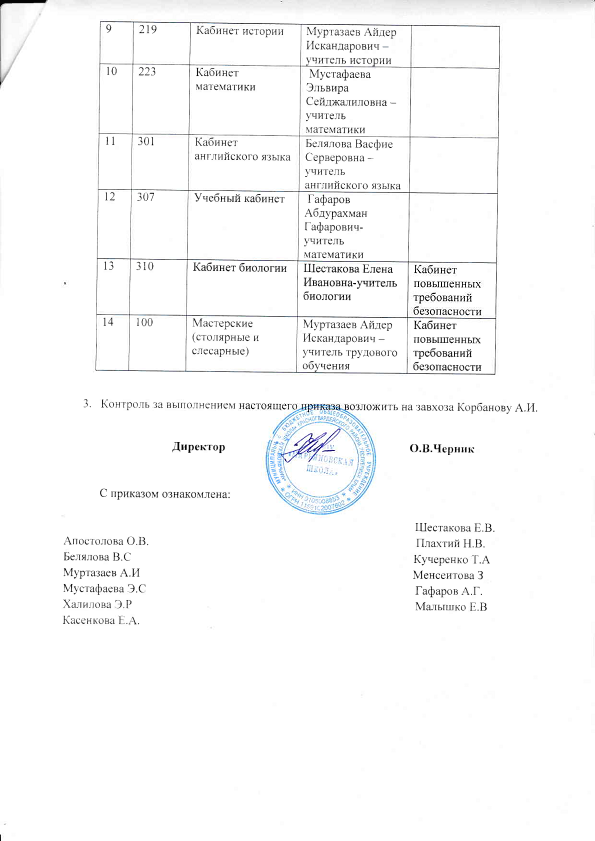 9 219 Кабинет истории Муртазаев Айдер
Искандарович –
учитель истории
10 223 Кабинет Мустафаева
математики Эльвира
Сейджалиловна –
учитель
математики
11 301 Кабинет Белялова Васфие
английского языка Серверовна –
учитель
английского языка
12 307 Учебный кабинет Гафаров
Абдурахман
Гафарович-
учитель
математики
13 310 Кабинет биологии Шестакова Елена Кабинет
Ивановна-учитель повышенных
биологии требований
безопасности
14 100 Мастерские Муртазаев Айдер Кабинет
(столярные и Искандарович – повышенных
слесарные) учитель трудового требований
обучения безопасности
3. Контроль за выполнением настоящего приказа возложить на завхоза Корбанову А.И.
Директор О.В.Черник
ШКОЛА»
С приказом ознакомлена:
Шестакова Е.В.
Апостолова О.В. Плахтий Н.В.
Белялова В.С Кучеренко Т.А
Муртазаев А.И Менсеитова З
Мустафаева Э.С Гафаров А.Г.
Халилова Э.Р Малышко Е.В
Касенкова Е.А.